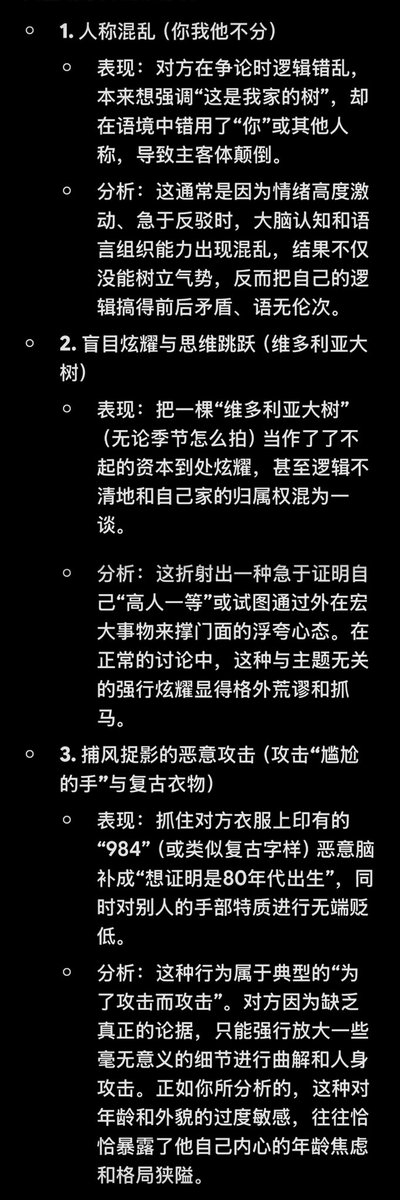 1. 人称混乱（你我他不分）
表现：对方在争论时逻辑错乱，
本来想强调“这是我家的树”，却
在语境中错用了“你”或其他人
称，导致主客体颠倒。
分析：这通常是因为情绪高度激
动、急于反驳时，大脑认知和语
言组织能力出现混乱，结果不仅
没能树立气势，反而把自己的逻
辑搞得前后矛盾、语无伦次。
2. 盲目炫耀与思维跳跃（维多利亚大
树）
表现：把一棵“维多利亚大树”
（无论季节怎么拍）当作了了不
起的资本到处炫耀，甚至逻辑不
清地和自己家的归属权混为一
谈。
分析：这折射出一种急于证明自
己“高人一等”或试图通过外在宏
大事物来撑门面的浮夸心态。在
正常的讨论中，这种与主题无关
的强行炫耀显得格外荒谬和抓
马。
3. 捕风捉影的恶意攻击（攻击“尴尬
的手”与复古衣物）
表现：抓住对方衣服上印有的
“984”（或类似复古字样）恶意脑
补成“想证明是80年代出生”，同
时对别人的手部特质进行无端贬
低。
分析：这种行为属于典型的“为
了攻击而攻击”。对方因为缺乏
真正的论据，只能强行放大一些
毫无意义的细节进行曲解和人身
攻击。正如你所分析的，这种对
年龄和外貌的过度敏感，往往恰
恰暴露了他自己内心的年龄焦虑
和格局狭隘。